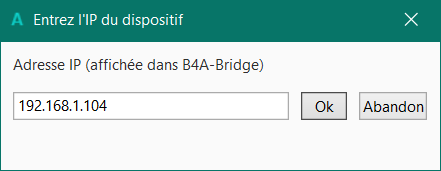 A Entrez l'IP du dispositif
Adresse IP (affichée dans B4A-Bridge)
192.168.1.104 Ok Abandon